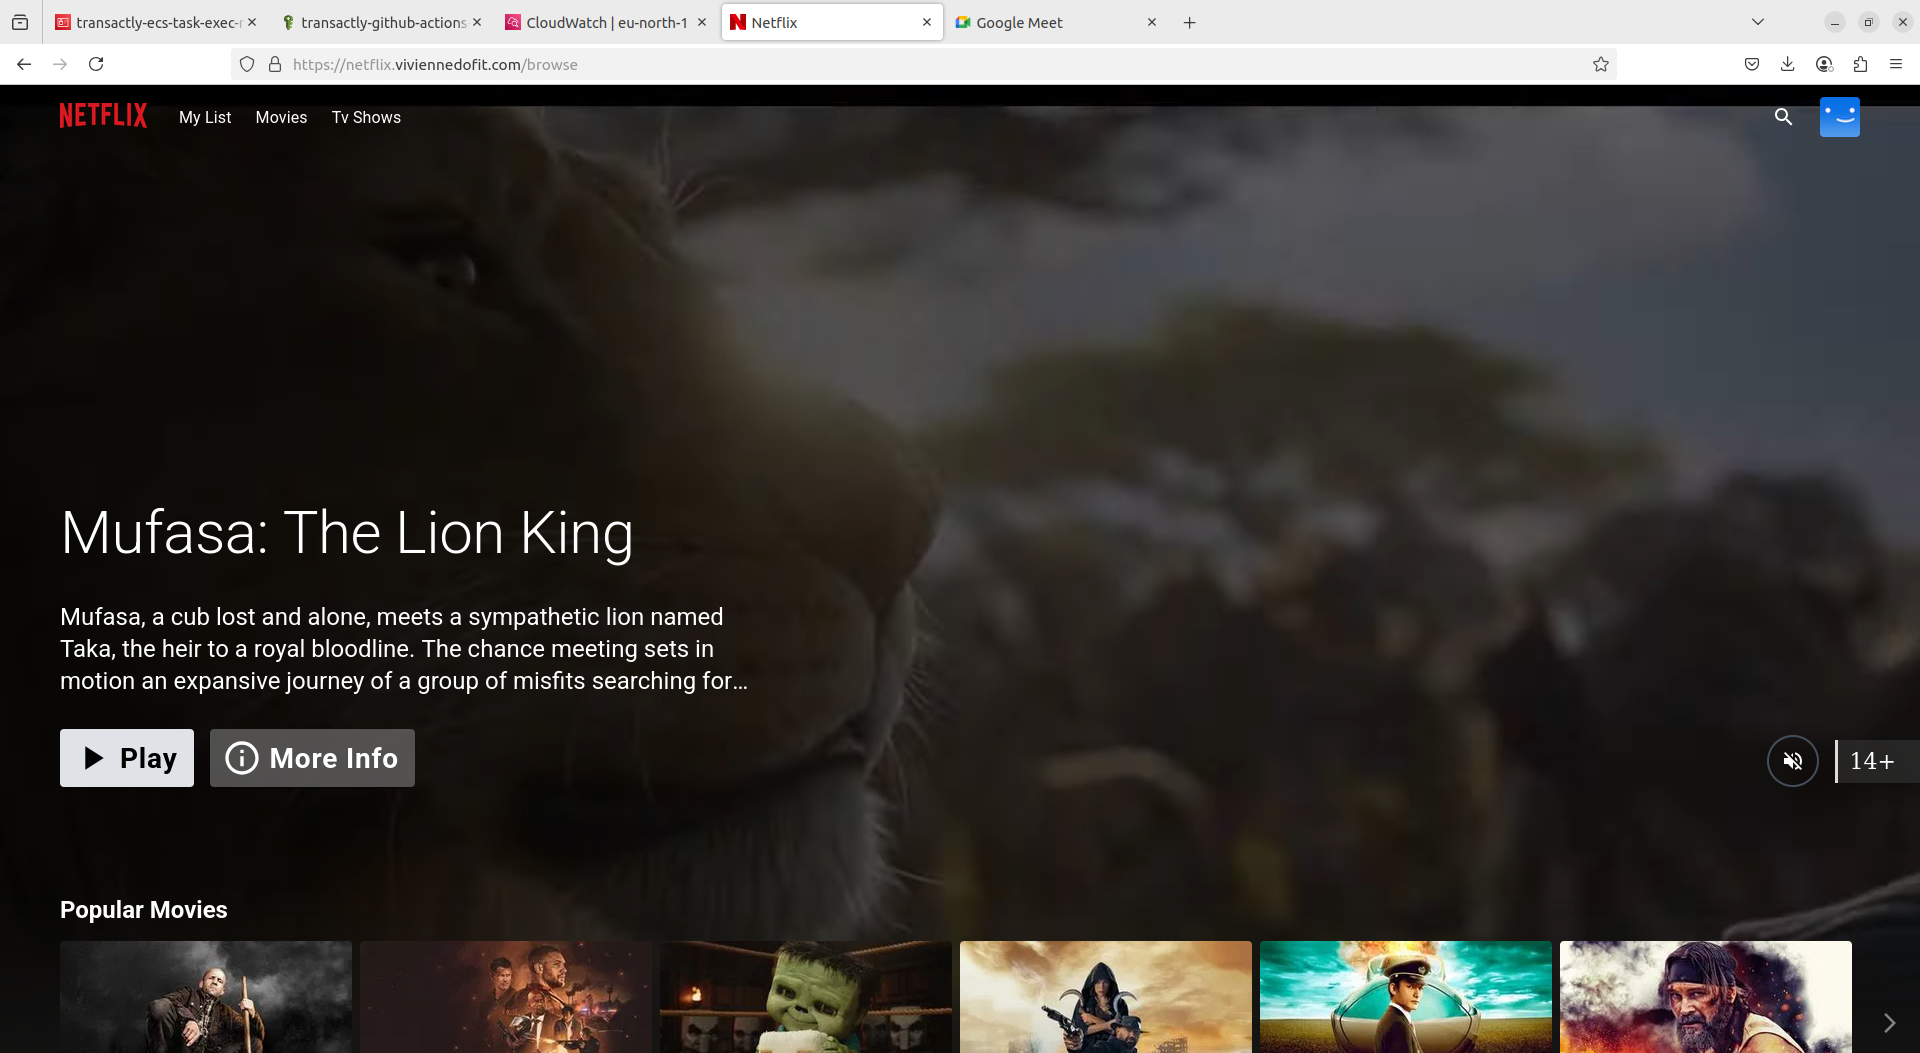 transactly-ecs-task-exec-r
transactly-github-actions
CloudWatch | eu-north-1
Netflix
Google Meet
https://netflix.viviennedofit.com/browse
NETFLIX
My List
Movies
Tv Shows
Mufasa: The Lion King
Mufasa, a cub lost and alone, meets a sympathetic lion named
Taka, the heir to a royal bloodline. The chance meeting sets in
motion an expansive journey of a group of misfits searching for…
Play
More Info
14+
Popular Movies